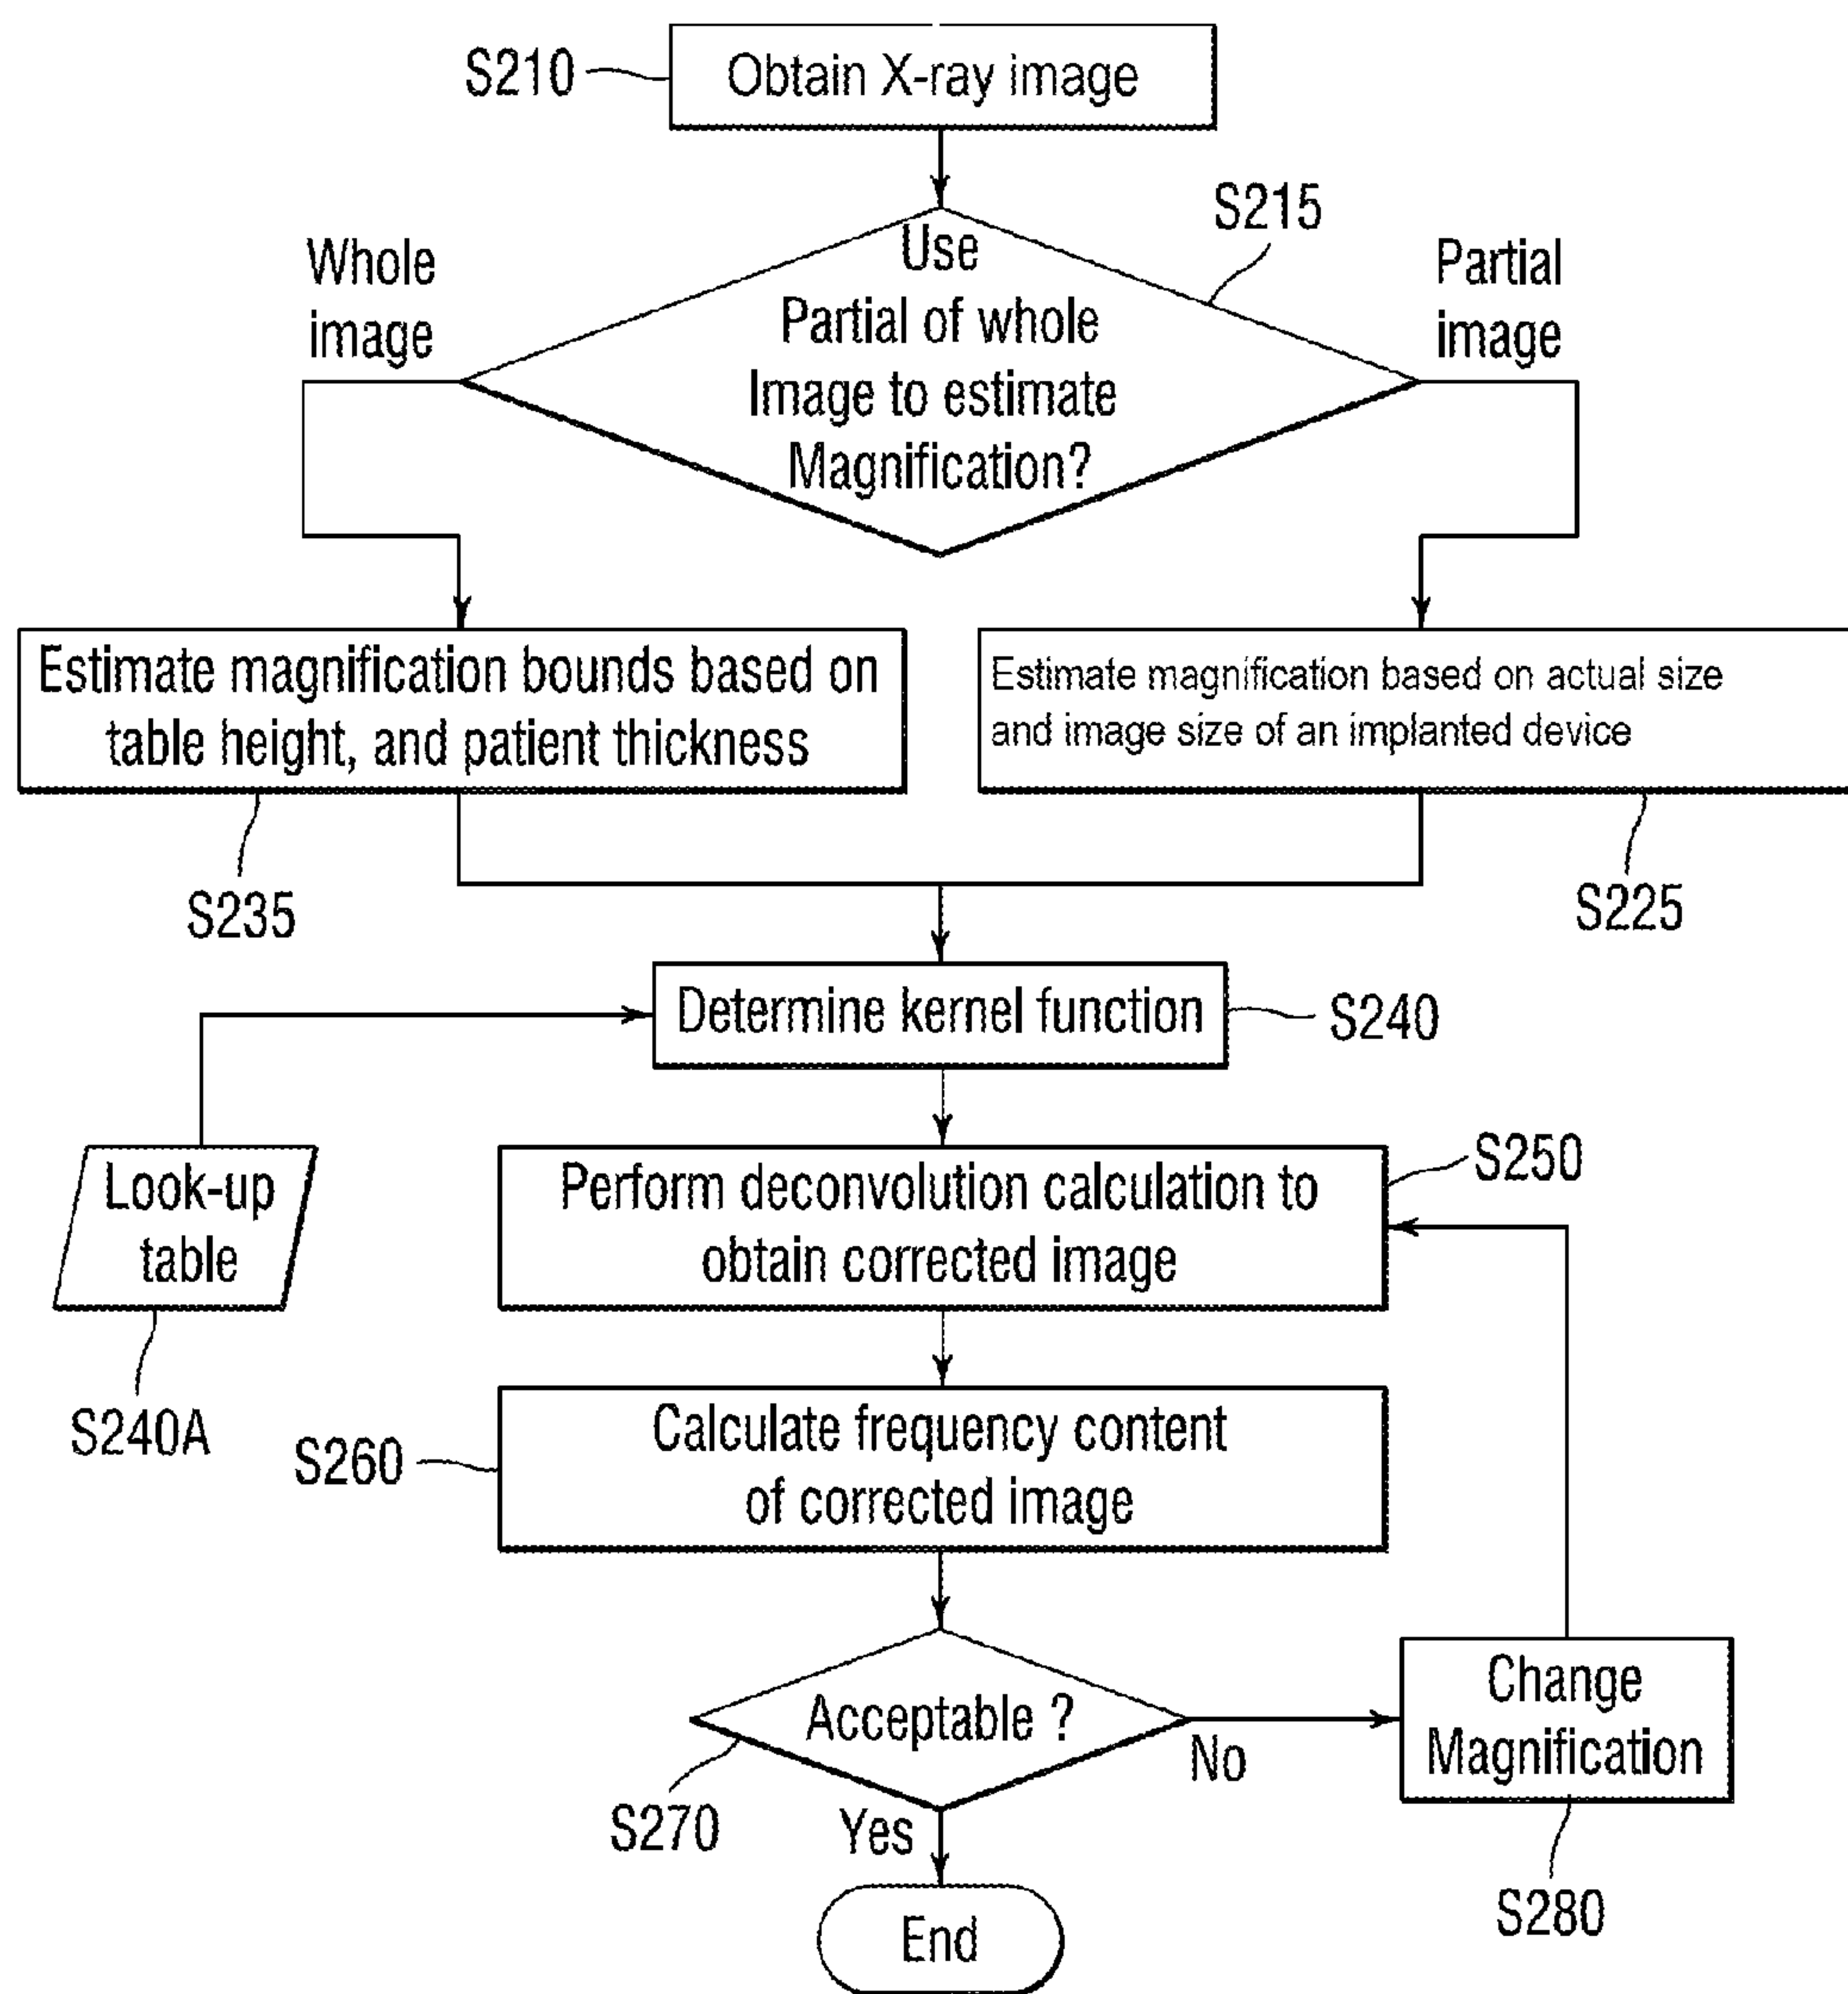 S210
Obtain X-ray image
S215
Whole
image
Use
Partial of whole
Image to estimate
Magnification?
Partial
image
Estimate magnification bounds based on
table height, and patient thickness
Estimate magnification based on actual size
and image size of an implanted device
S235
S225
Determine kernel function
S240
Look-up
table
S240A
Perform deconvolution calculation to
obtain corrected image
S250
S260
Calculate frequency content
of corrected image
Acceptable ?
S270
No
Yes
Change
Magnification
S280
End